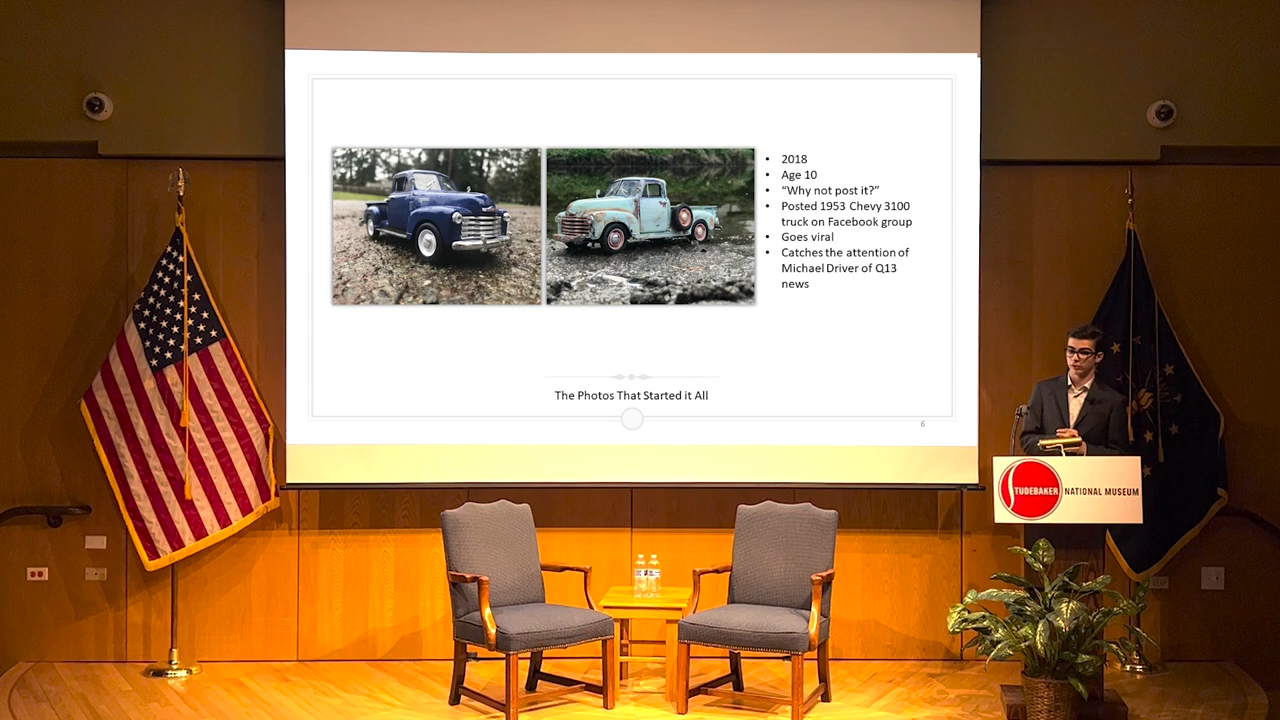 • 2018
• Age 10
• “Why not post it?”
• Posted 1953 Chevy 3100
truck on Facebook group
• Goes viral
• Catches the attention of
Michael Driver of Q13
news
The Photos That Started it All
6
STUDEBAKER NATIONAL MUSEUM